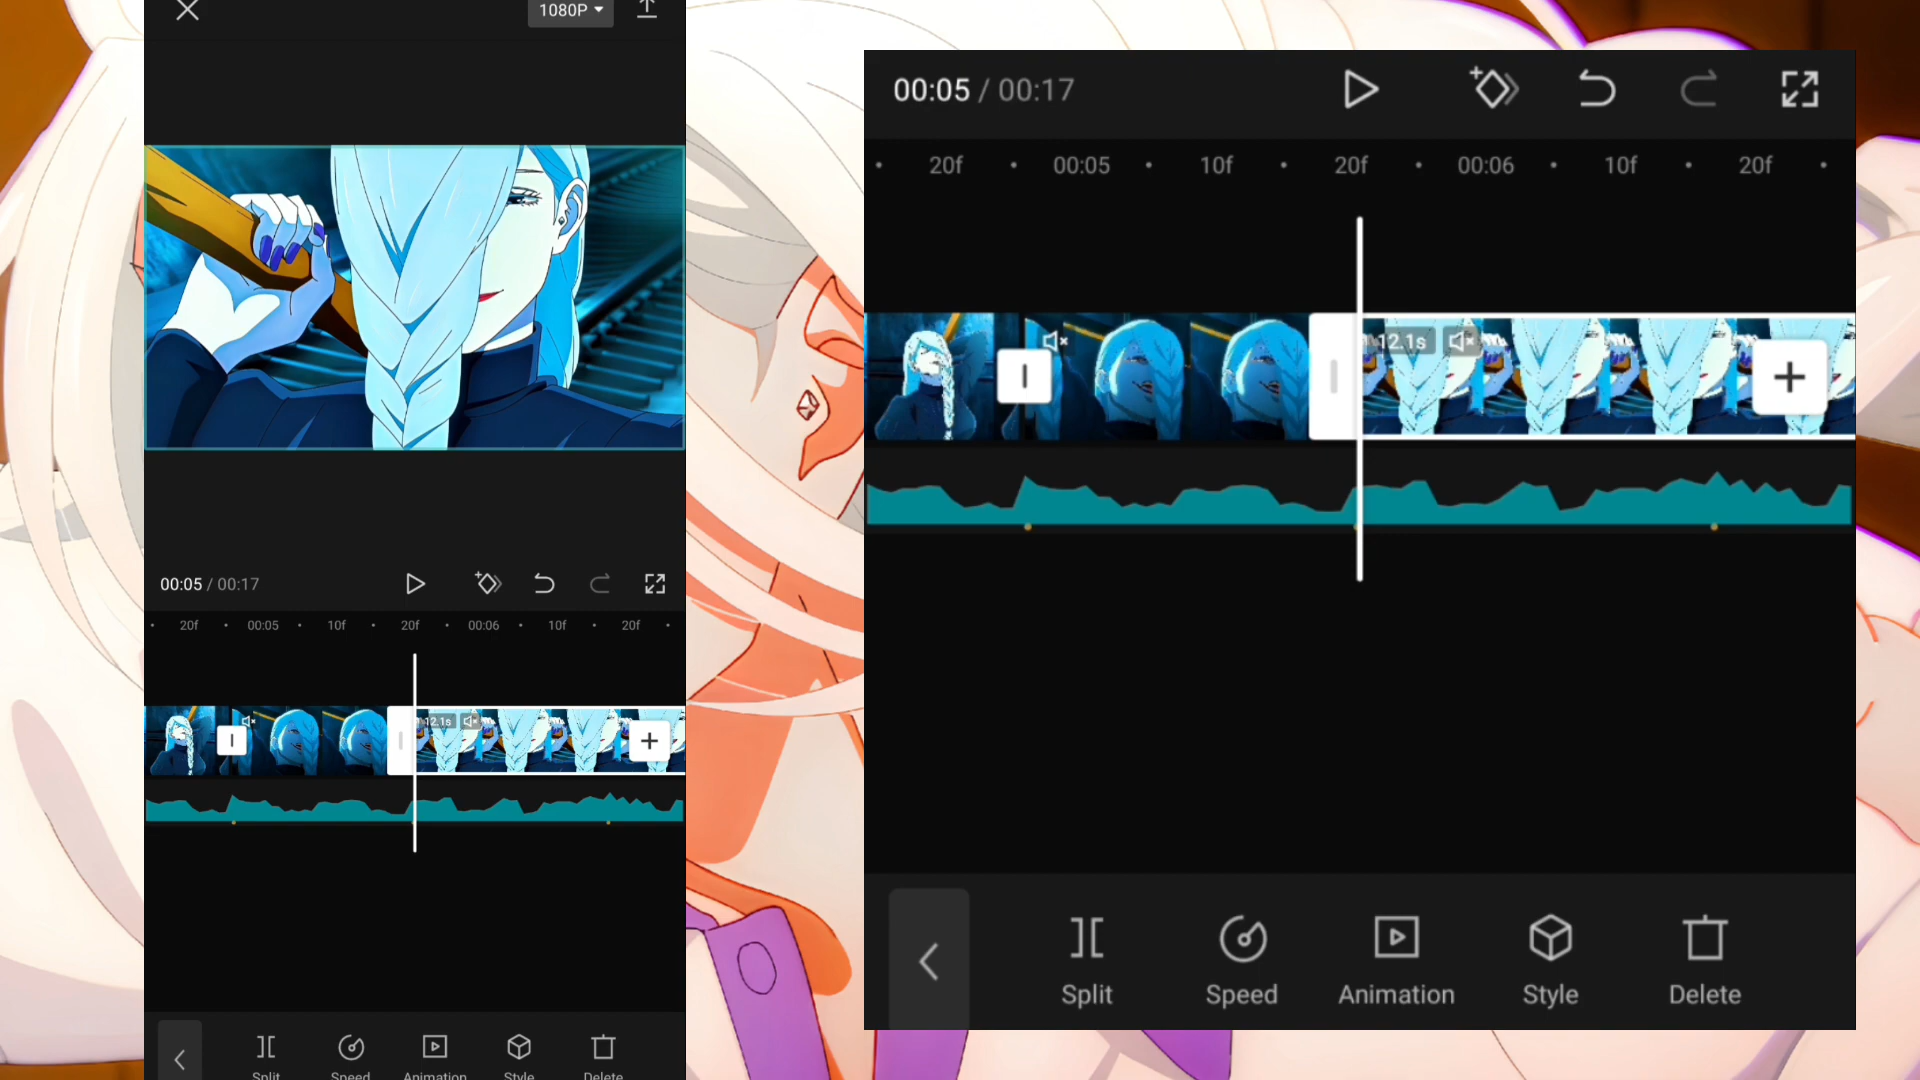 1080P
00:05 / 00:17
20f 00:05 10f 20f 00:06 10f 20f
12.1s
Split Speed Animation Style Delete
00:05 / 00:17
20f 00:05 10f 20f 00:06 10f 20f
12.1s
Split Speed Animation Style Delete